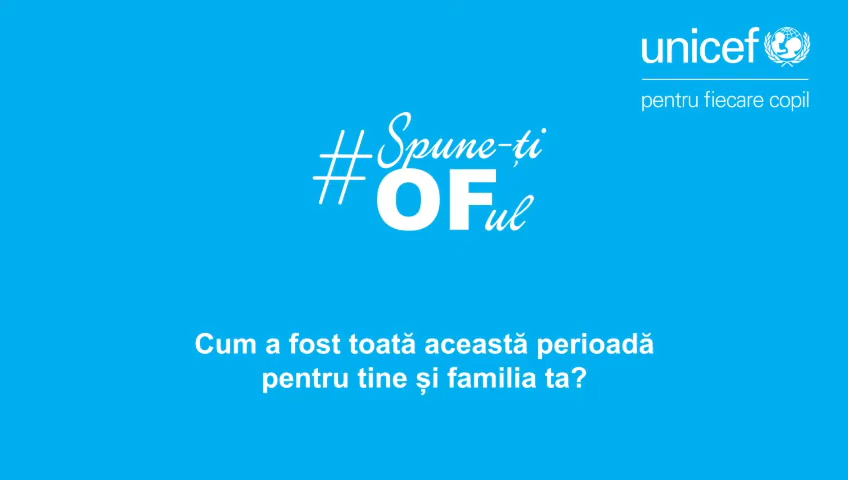 unicef
pentru fiecare copil
#Spune-ți
OFul
Cum a fost toată această perioadă
pentru tine și familia ta?